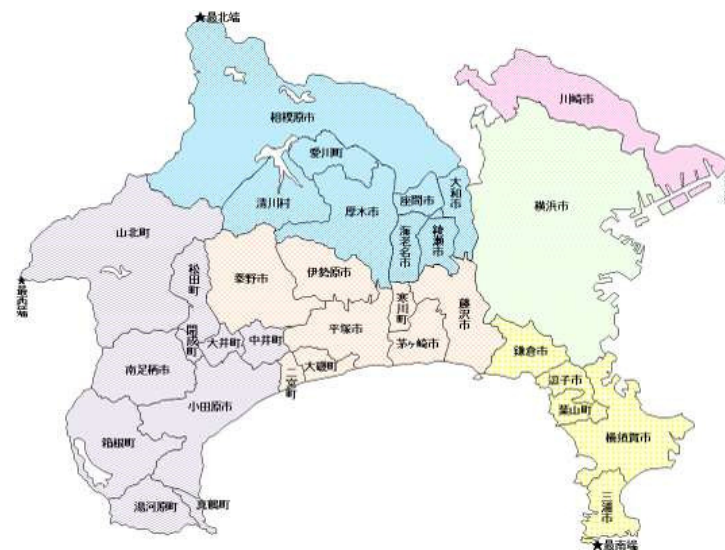 ★最北端
川崎市
相模原市
愛川町
大和市
座間市
清川村
厚木市
横浜市
山北町
海老名市
綾瀬市
松田町
秦野市
伊勢原市
★最西端
寒川町
藤沢市
開成町
大井町
中井町
平塚市
茅ヶ崎市
鎌倉市
南足柄市
大磯町
二宮町
逗子市
小田原市
葉山町
箱根町
横須賀市
湯河原町
真鶴町
三浦市
★最南端